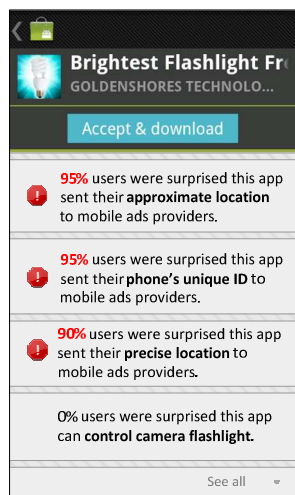 Brightest Flashlight Fre
GOLDENSHORES TECHNOLO...
Accept & download
95% users were surprised this app
sent their approximate location
to mobile ads providers.
95% users were surprised this app
sent their phone's unique ID to
mobile ads providers.
90% users were surprised this app
sent their precise location to
mobile ads providers.
0% users were surprised this app
can control camera flashlight.
See all